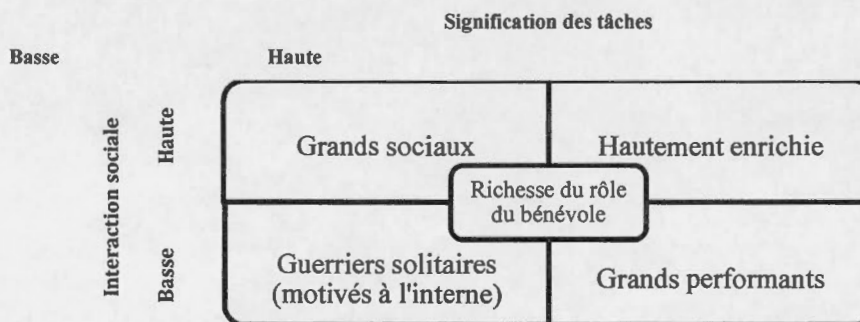 Signification des tâches
Basse Haute
Interaction sociale
Haute
Basse
Grands sociaux
Hautement enrichie
Richesse du rôle
du bénévole
Guerriers solitaires
(motivés à l'interne)
Grands performants